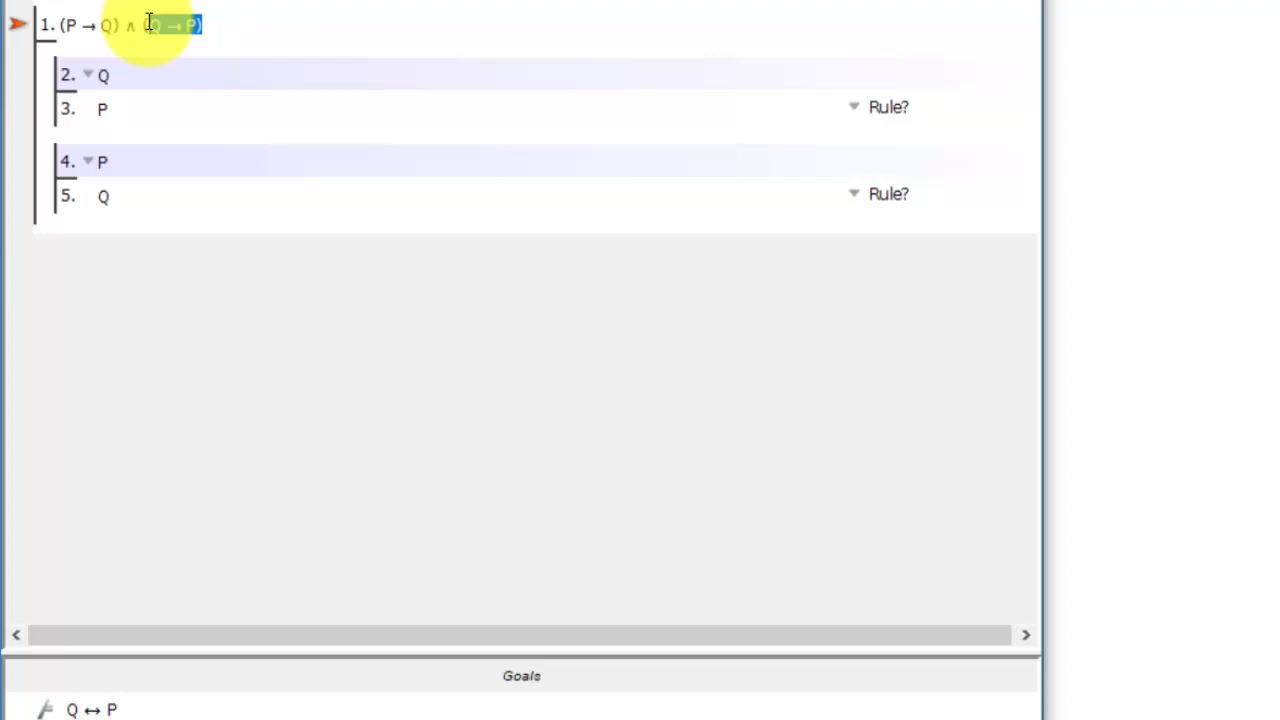 1. (P → Q) ∧ (Q → P)
2. Q
3. P Rule?
4. P
5. Q Rule?
Goals
Q ↔ P